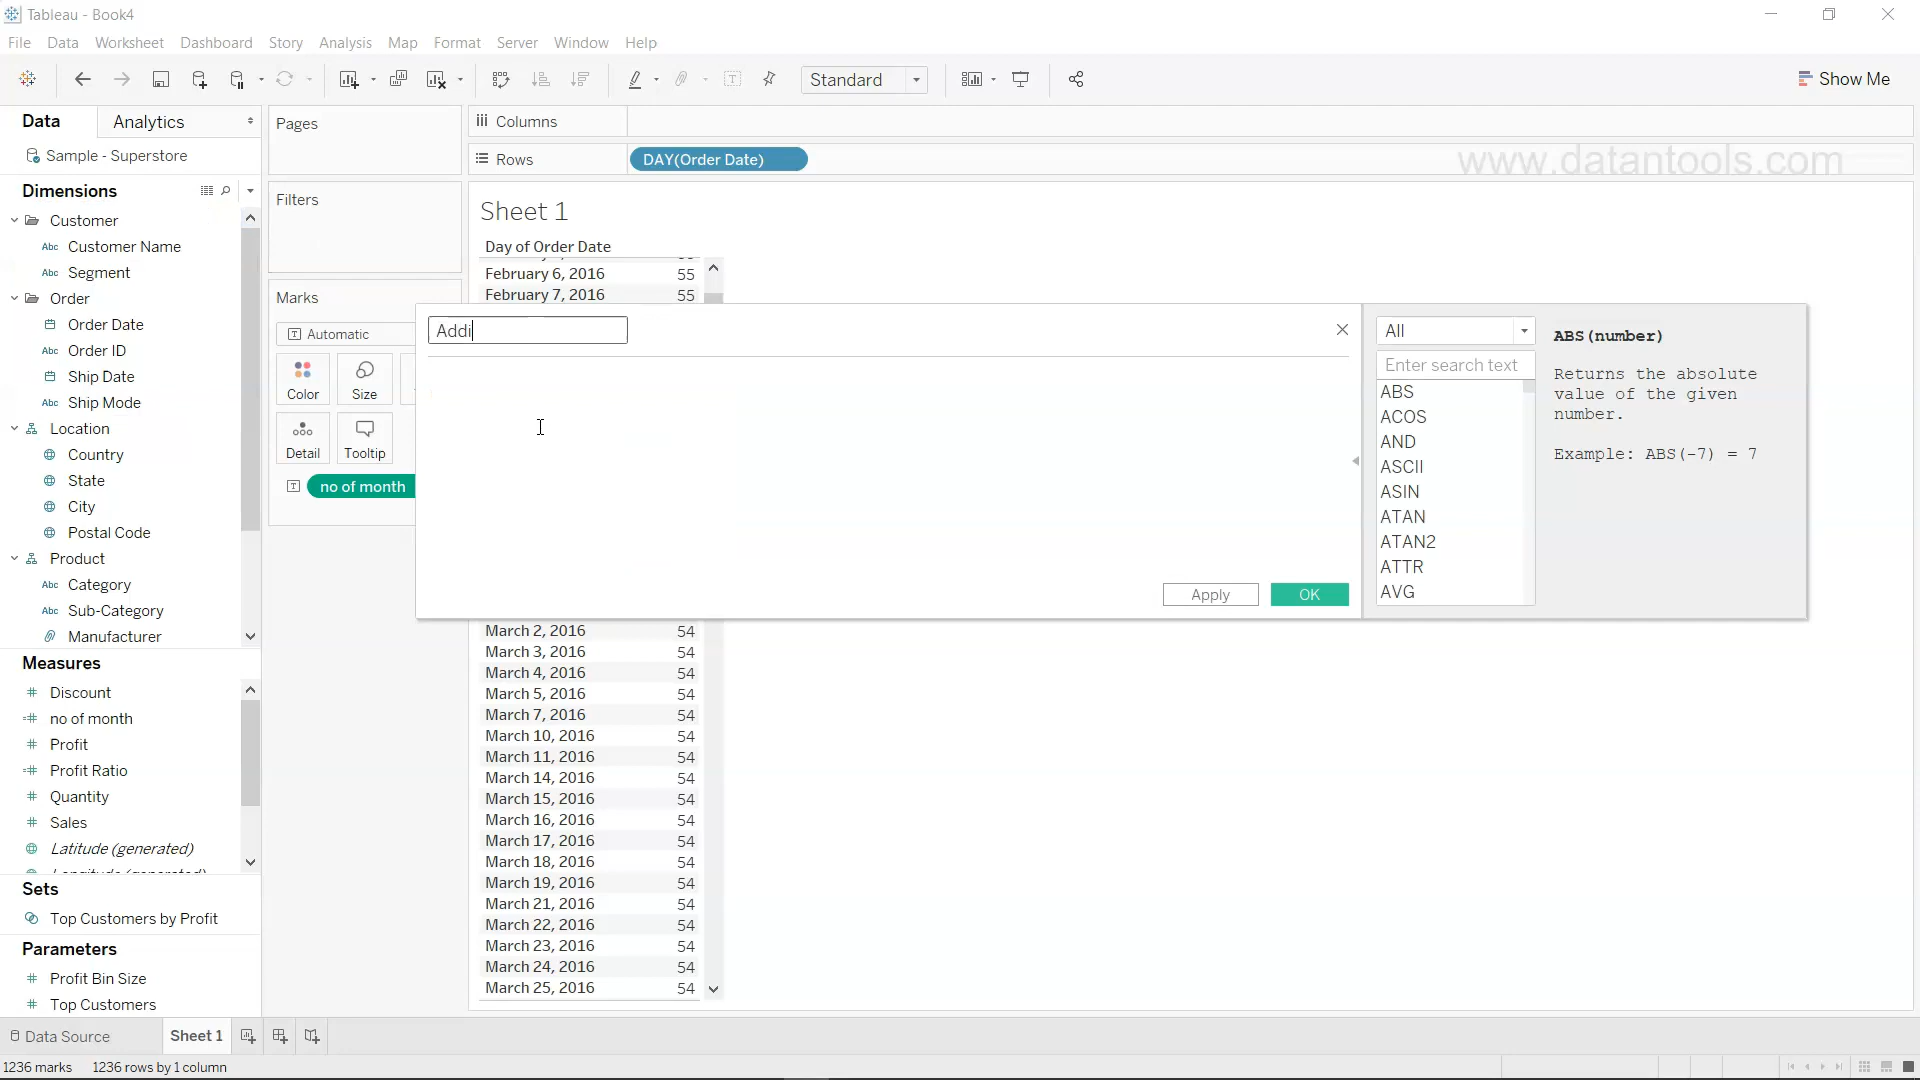 Tableau - Book4
File Data Worksheet Dashboard Story Analysis Map Format Server Window Help
Standard
Show Me
Data
Analytics
Sample - Superstore
Dimensions
Customer
Abc Customer Name
Abc Segment
Order
Order Date
Abc Order ID
Ship Date
Abc Ship Mode
Location
Country
State
City
Postal Code
Product
Abc Category
Abc Sub-Category
Manufacturer
Measures
Discount
no of month
Profit
Profit Ratio
Quantity
Sales
Latitude (generated)
Longitude (generated)
Sets
Top Customers by Profit
Parameters
Profit Bin Size
Top Customers
Pages
Filters
Marks
Automatic
Color
Size
Detail
Tooltip
no of month
Columns
Rows
DAY(Order Date)
www.datantools.com
Sheet 1
Day of Order Date
February 6, 2016 55
February 7, 2016 55
Addi
Apply
OK
All
Enter search text
ABS
ACOS
AND
ASCII
ASIN
ATAN
ATAN2
ATTR
AVG
ABS(number)
Returns the absolute
value of the given
number.
Example: ABS(-7) = 7
March 2, 2016 54
March 3, 2016 54
March 4, 2016 54
March 5, 2016 54
March 7, 2016 54
March 10, 2016 54
March 11, 2016 54
March 14, 2016 54
March 15, 2016 54
March 16, 2016 54
March 17, 2016 54
March 18, 2016 54
March 19, 2016 54
March 21, 2016 54
March 22, 2016 54
March 23, 2016 54
March 24, 2016 54
March 25, 2016 54
Data Source
Sheet 1
1236 marks 1236 rows by 1 column